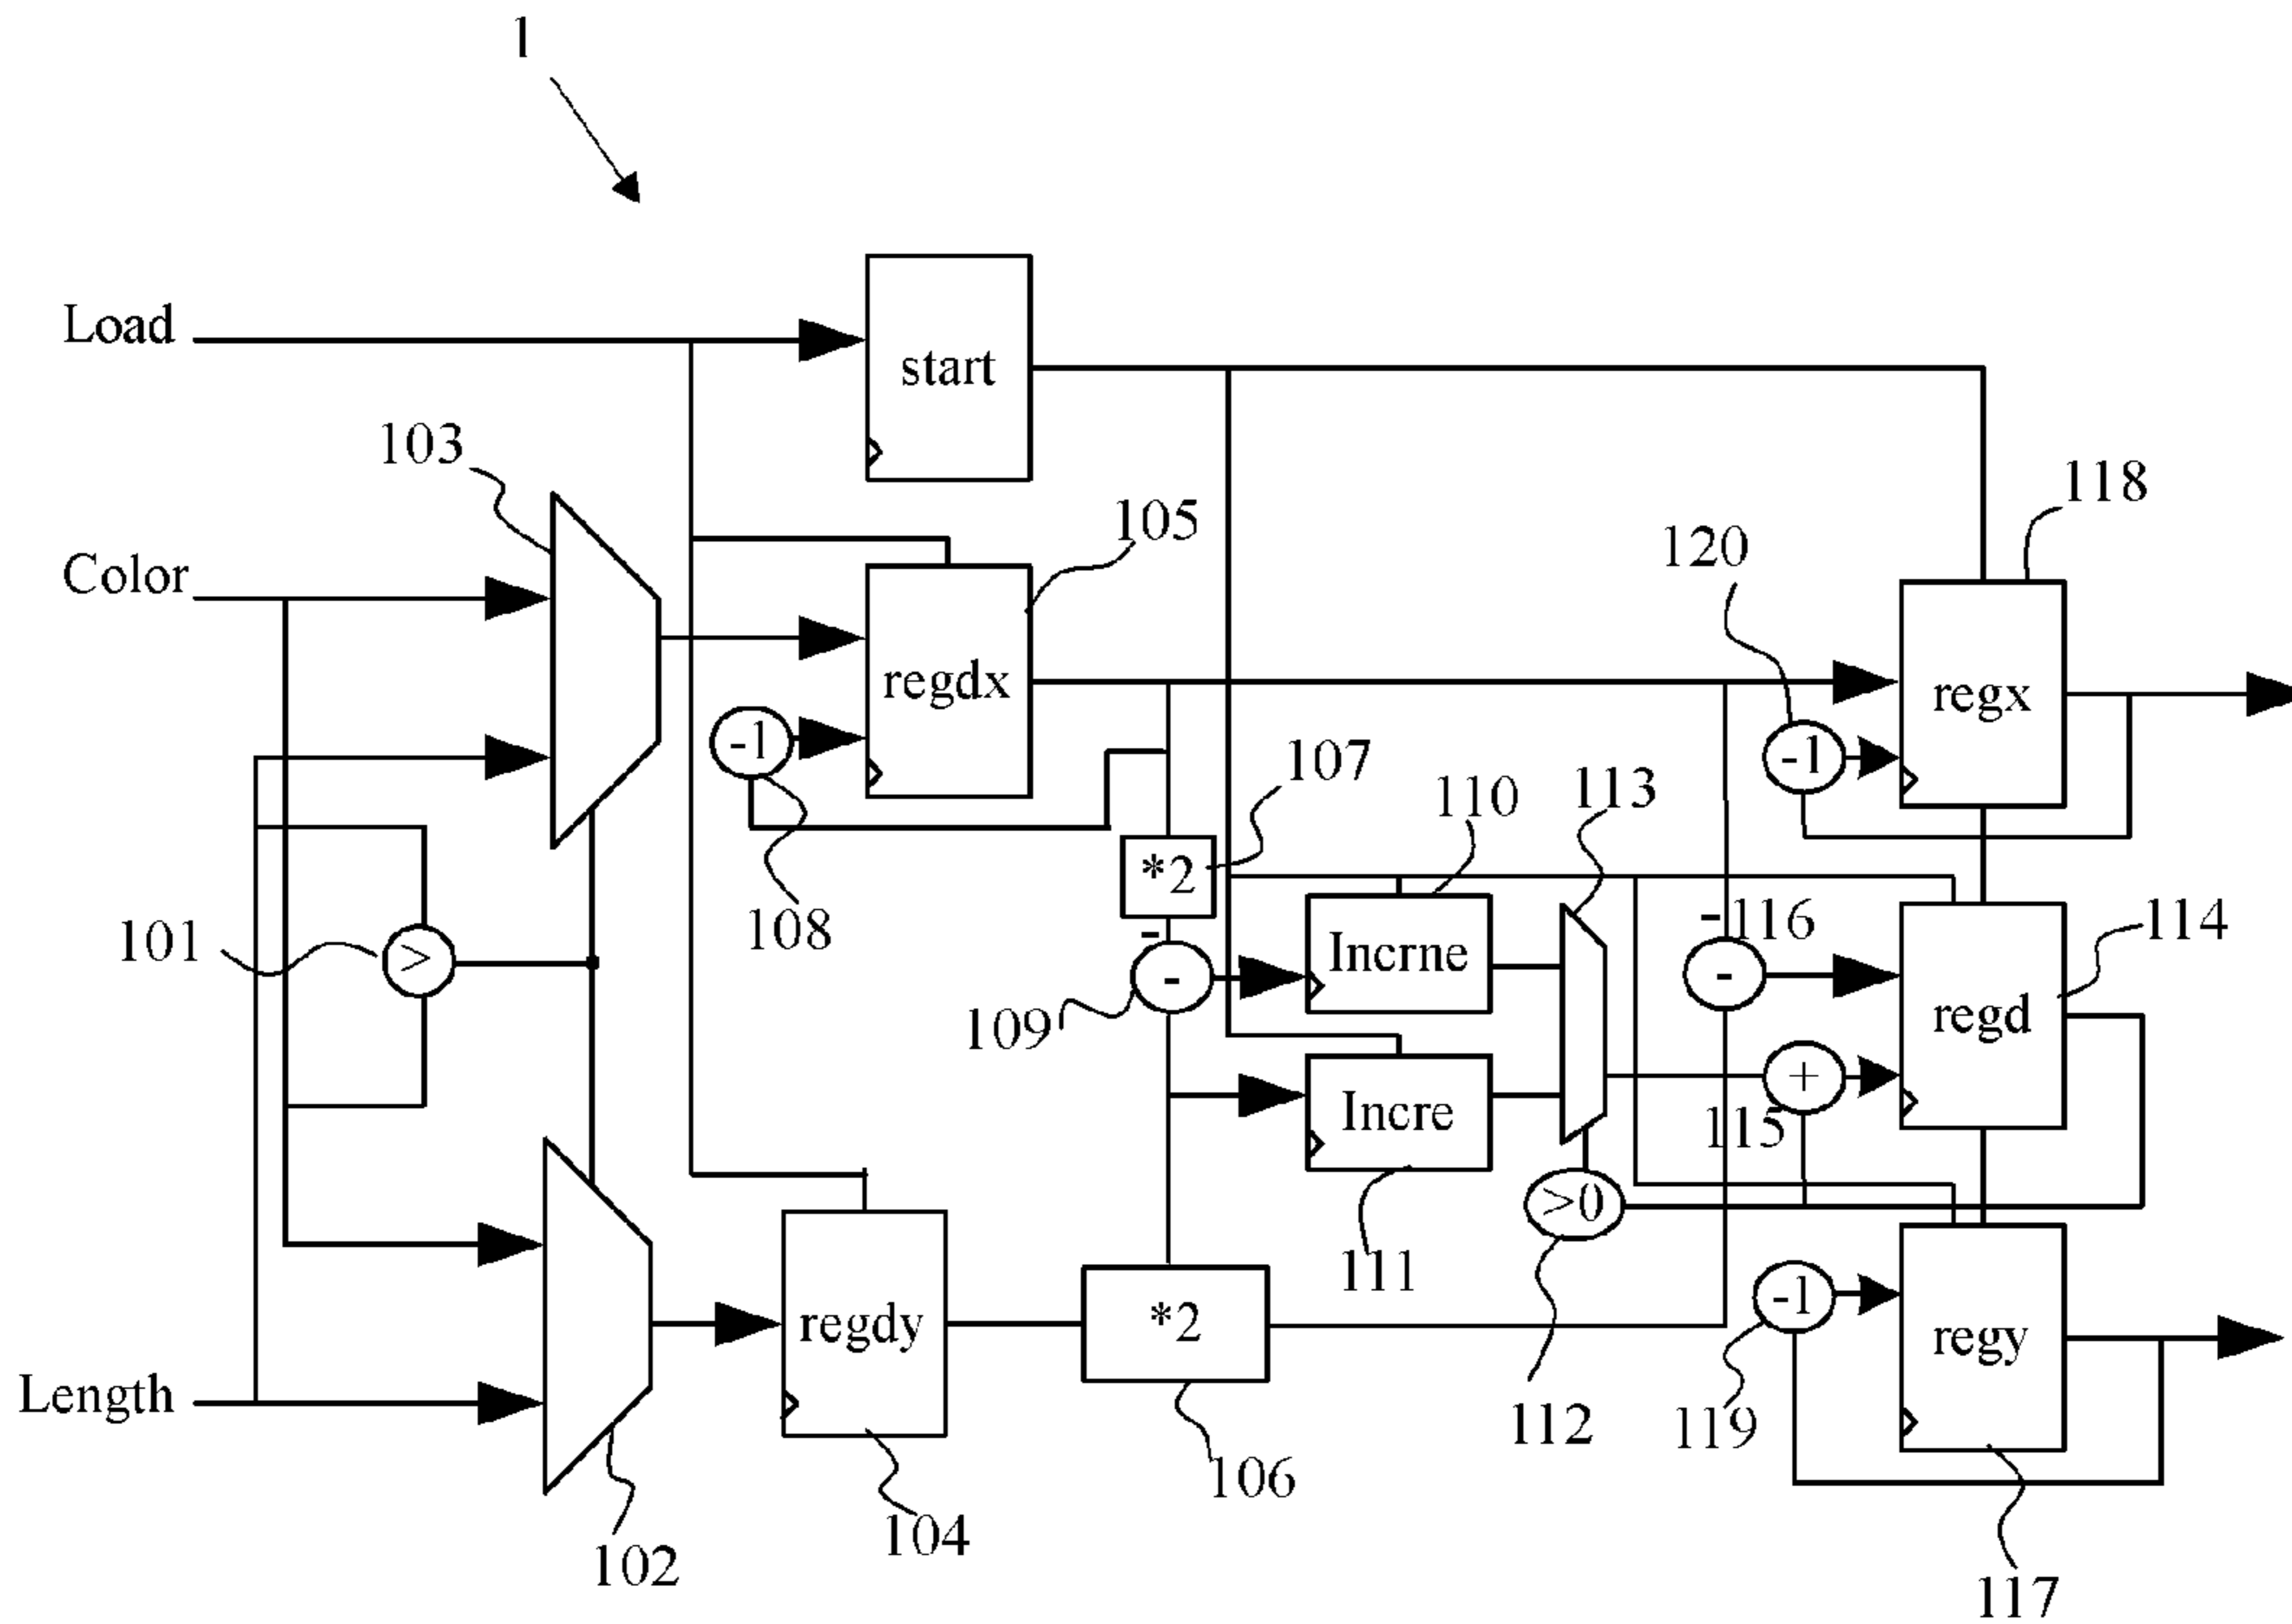 1
Load
start
103
118
105
120
Color
regdx
regx
-1
-1
107
110
113
*2
101
>
108
-
116
114
Incrne
-
-
regd
109
+
Incre
115
>0
111
-1
*2
regdy
regy
Length
112
119
106
104
102
117